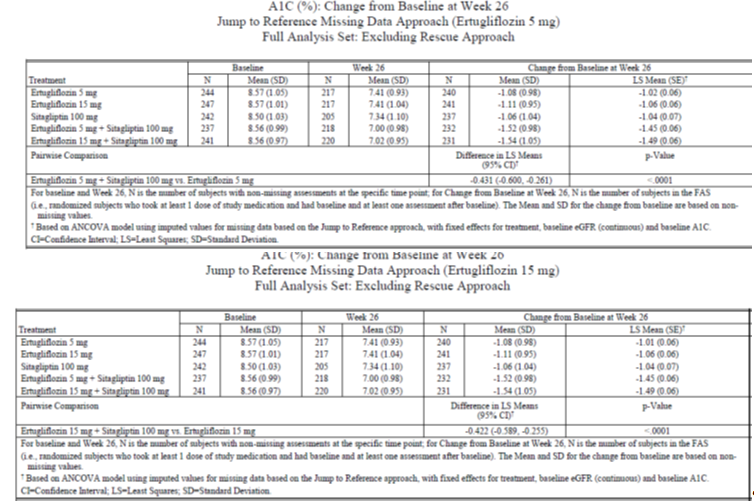 A1C (%): Change from Baseline at Week 26
Jump to Reference Missing Data Approach (Ertugliflozin 5 mg)
Full Analysis Set: Excluding Rescue Approach
Baseline Week 26 Change from Baseline at Week 26
Treatment N Mean (SD) N Mean (SD) N Mean (SD) LS Mean (SE)†
Ertugliflozin 5 mg 244 8.57 (1.05) 217 7.41 (0.93) 240 -1.08 (0.98) -1.02 (0.06)
Ertugliflozin 15 mg 247 8.57 (1.01) 217 7.41 (1.04) 241 -1.11 (0.95) -1.06 (0.06)
Sitagliptin 100 mg 242 8.50 (1.03) 205 7.34 (1.10) 237 -1.06 (1.04) -1.04 (0.07)
Ertugliflozin 5 mg + Sitagliptin 100 mg 237 8.56 (0.99) 218 7.00 (0.98) 232 -1.52 (0.98) -1.45 (0.06)
Ertugliflozin 15 mg + Sitagliptin 100 mg 241 8.56 (0.97) 220 7.02 (0.95) 231 -1.54 (1.05) -1.49 (0.06)
Pairwise Comparison Difference in LS Means p-Value
(95% CI)†
Ertugliflozin 5 mg + Sitagliptin 100 mg vs. Ertugliflozin 5 mg -0.431 (-0.600, -0.261) <.0001
For baseline and Week 26, N is the number of subjects with non-missing assessments at the specific time point; for Change from Baseline at Week 26, N is the number of subjects in the FAS
(i.e., randomized subjects who took at least 1 dose of study medication and had baseline and at least one assessment after baseline). The Mean and SD for the change from baseline are based on non-
missing values.
† Based on ANCOVA model using imputed values for missing data based on the Jump to Reference approach, with fixed effects for treatment, baseline eGFR (continuous) and baseline A1C.
CI=Confidence Interval; LS=Least Squares; SD=Standard Deviation.
A1C (%): Change from Baseline at Week 26
Jump to Reference Missing Data Approach (Ertugliflozin 15 mg)
Full Analysis Set: Excluding Rescue Approach
Baseline Week 26 Change from Baseline at Week 26
Treatment N Mean (SD) N Mean (SD) N Mean (SD) LS Mean (SE)†
Ertugliflozin 5 mg 244 8.57 (1.05) 217 7.41 (0.93) 240 -1.08 (0.98) -1.01 (0.06)
Ertugliflozin 15 mg 247 8.57 (1.01) 217 7.41 (1.04) 241 -1.11 (0.95) -1.06 (0.06)
Sitagliptin 100 mg 242 8.50 (1.03) 205 7.34 (1.10) 237 -1.06 (1.04) -1.04 (0.07)
Ertugliflozin 5 mg + Sitagliptin 100 mg 237 8.56 (0.99) 218 7.00 (0.98) 232 -1.52 (0.98) -1.45 (0.06)
Ertugliflozin 15 mg + Sitagliptin 100 mg 241 8.56 (0.97) 220 7.02 (0.95) 231 -1.54 (1.05) -1.49 (0.06)
Pairwise Comparison Difference in LS Means p-Value
(95% CI)†
Ertugliflozin 15 mg + Sitagliptin 100 mg vs. Ertugliflozin 15 mg -0.422 (-0.589, -0.255) <.0001
For baseline and Week 26, N is the number of subjects with non-missing assessments at the specific time point; for Change from Baseline at Week 26, N is the number of subjects in the FAS
(i.e., randomized subjects who took at least 1 dose of study medication and had baseline and at least one assessment after baseline). The Mean and SD for the change from baseline are based on non-
missing values.
† Based on ANCOVA model using imputed values for missing data based on the Jump to Reference approach, with fixed effects for treatment, baseline eGFR (continuous) and baseline A1C.
CI=Confidence Interval; LS=Least Squares; SD=Standard Deviation.